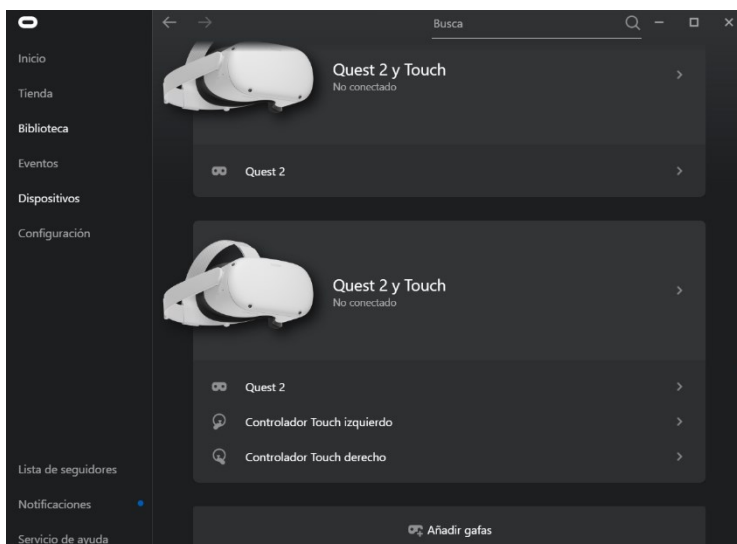 Busca
Inicio
Tienda
Biblioteca
Eventos
Dispositivos
Configuración
Lista de seguidores
Notificaciones
Servicio de ayuda
Quest 2 y Touch
No conectado
Quest 2
Quest 2 y Touch
No conectado
Quest 2
Controlador Touch izquierdo
Controlador Touch derecho
Añadir gafas